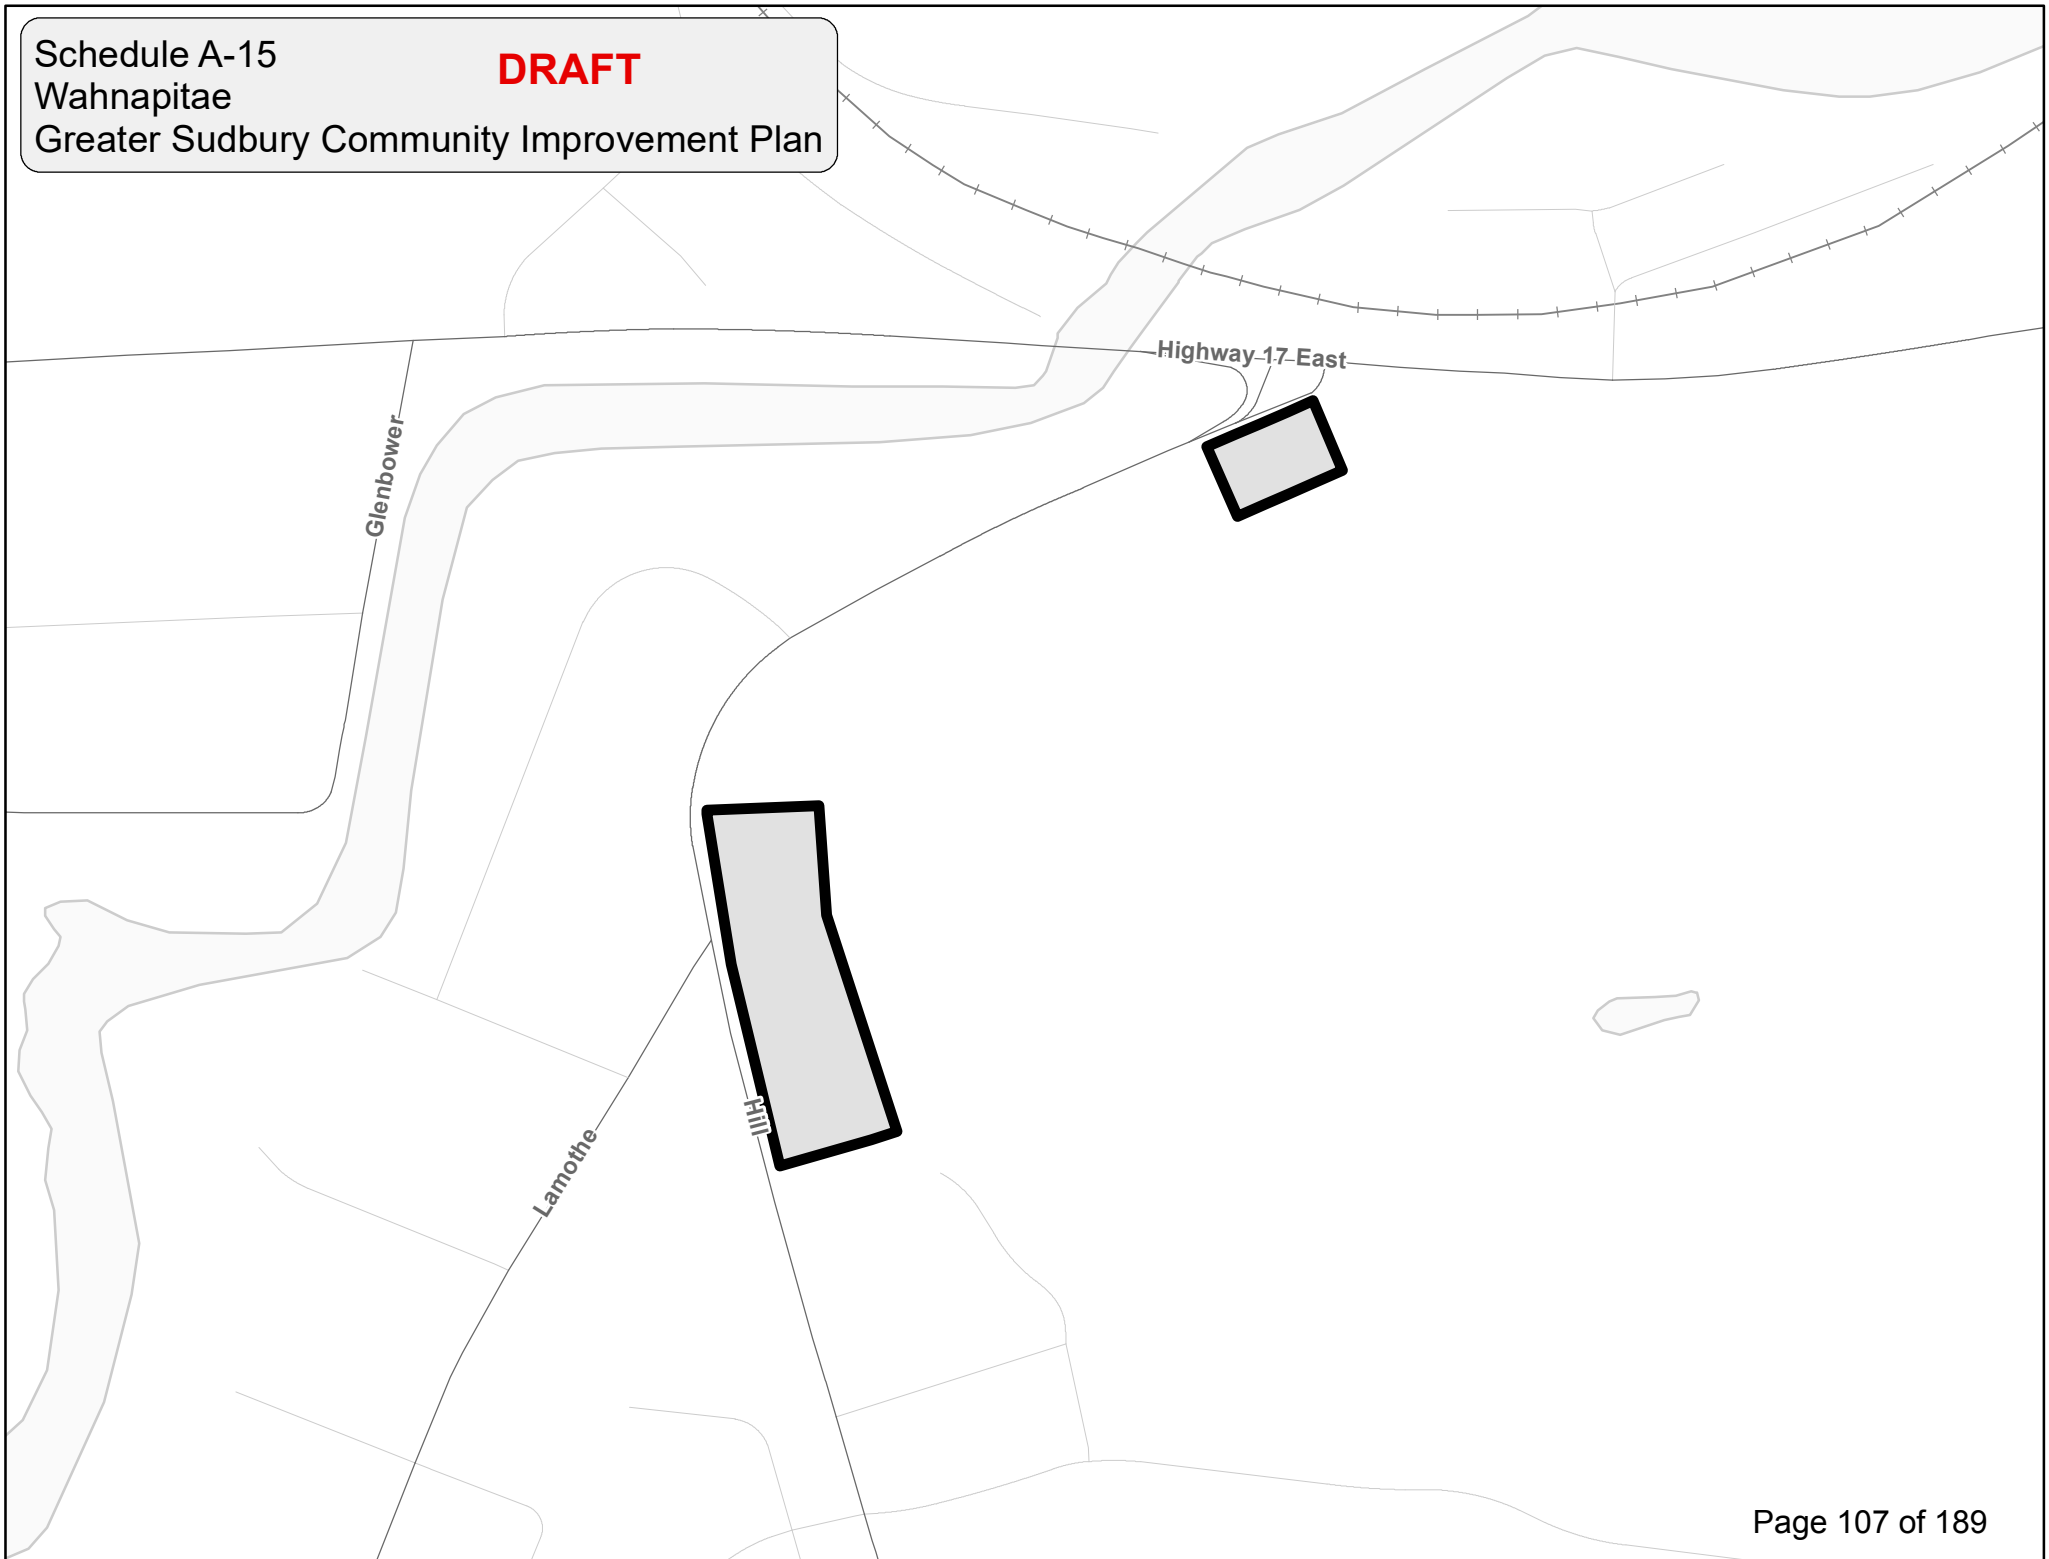 Schedule A-15
DRAFT
Wahnapitae
Greater Sudbury Community Improvement Plan
Highway 17 East
Glenbower
Hill
Lamothe
Page 107 of 189